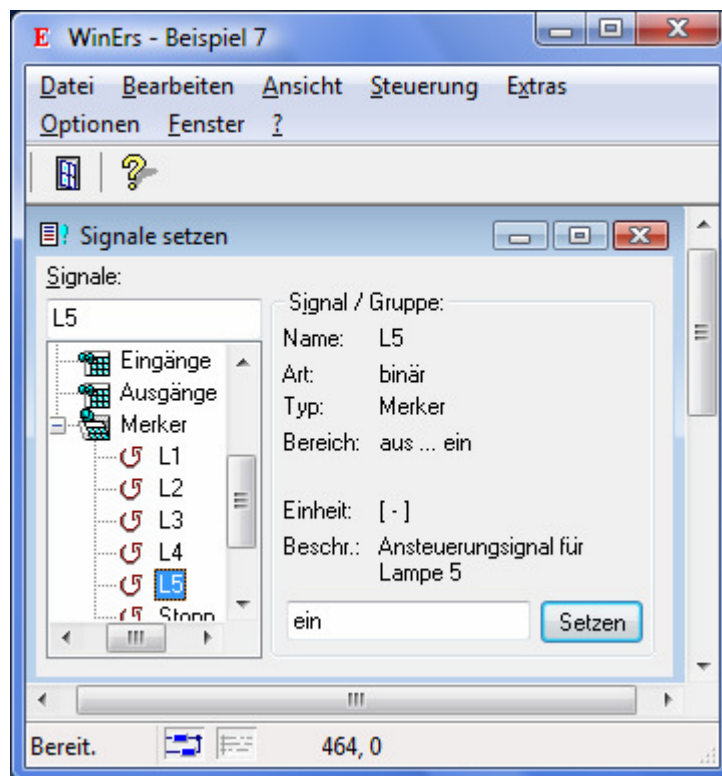 E WinErs - Beispiel 7
Datei Bearbeiten Ansicht Steuerung Extras
Optionen Fenster ?
Signale setzen
Signale:
L5
Eingänge
Ausgänge
Merker
L1
L2
L3
L4
L5
Stopp
Signal / Gruppe:
Name: L5
Art: binär
Typ: Merker
Bereich: aus ... ein
Einheit: [ - ]
Beschr.: Ansteuerungsignal für
Lampe 5
ein
Setzen
Bereit. 464, 0